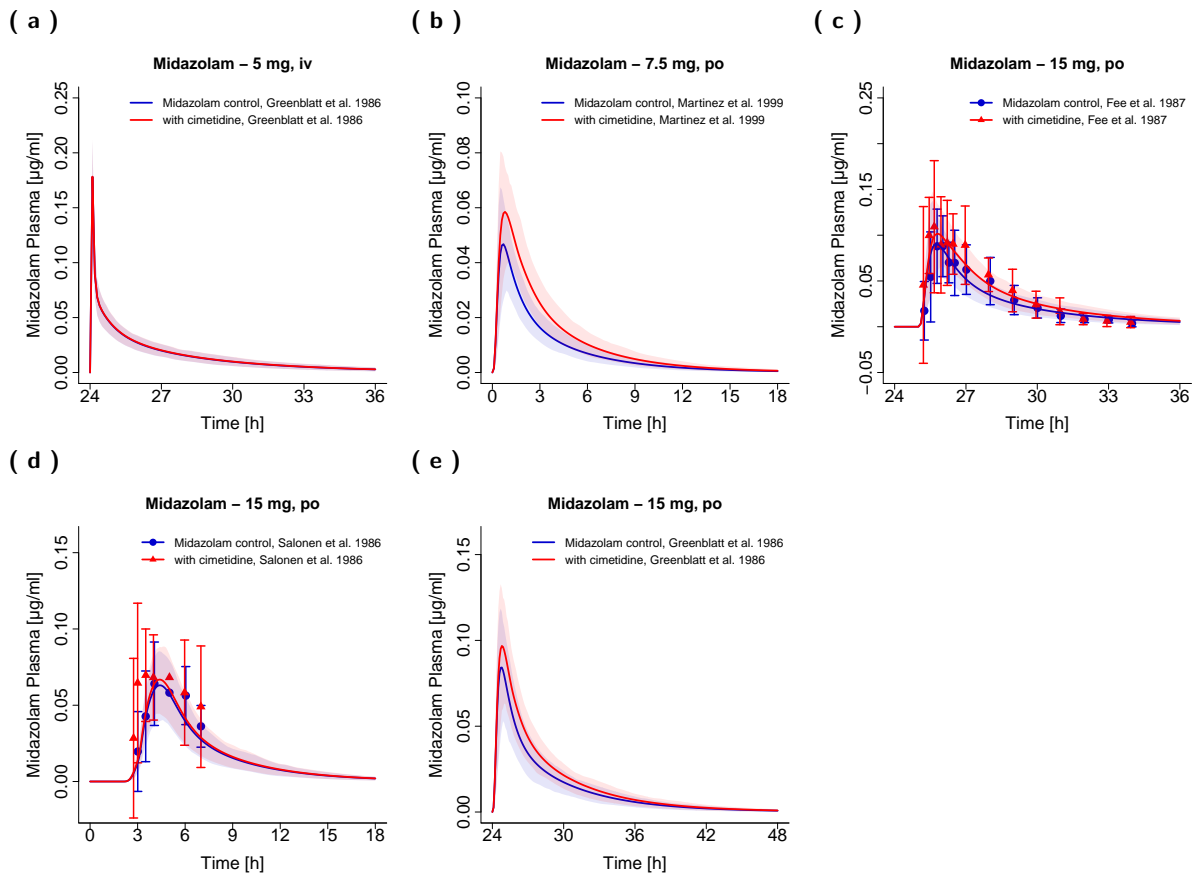 ( a )
Midazolam – 5 mg, iv
Midazolam control, Greenblatt et al. 1986
with cimetidine, Greenblatt et al. 1986
Midazolam Plasma [µg/ml]
0.25
0.20
0.15
0.10
0.05
0.00
24 27 30 33 36
Time [h]
( b )
Midazolam – 7.5 mg, po
Midazolam control, Martinez et al. 1999
with cimetidine, Martinez et al. 1999
Midazolam Plasma [µg/ml]
0.10
0.08
0.06
0.04
0.02
0.00
0 3 6 9 12 15 18
Time [h]
( c )
Midazolam – 15 mg, po
Midazolam control, Fee et al. 1987
with cimetidine, Fee et al. 1987
Midazolam Plasma [µg/ml]
0.25
0.15
0.05
−0.05
24 27 30 33 36
Time [h]
( d )
Midazolam – 15 mg, po
Midazolam control, Salonen et al. 1986
with cimetidine, Salonen et al. 1986
Midazolam Plasma [µg/ml]
0.15
0.10
0.05
0.00
0 3 6 9 12 15 18
Time [h]
( e )
Midazolam – 15 mg, po
Midazolam control, Greenblatt et al. 1986
with cimetidine, Greenblatt et al. 1986
Midazolam Plasma [µg/ml]
0.15
0.10
0.05
0.00
24 30 36 42 48
Time [h]